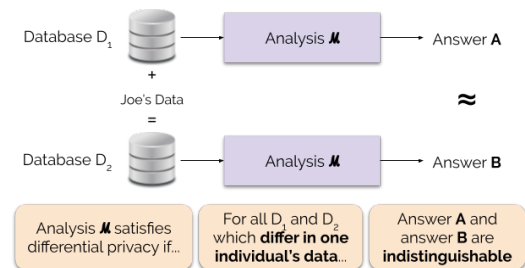 Database D₁
Analysis 𝓜
Answer A
+
Joe's Data
=
≈
Database D₂
Analysis 𝓜
Answer B
Analysis 𝓜 satisfies
differential privacy if...
For all D₁ and D₂
which differ in one
individual's data...
Answer A and
answer B are
indistinguishable